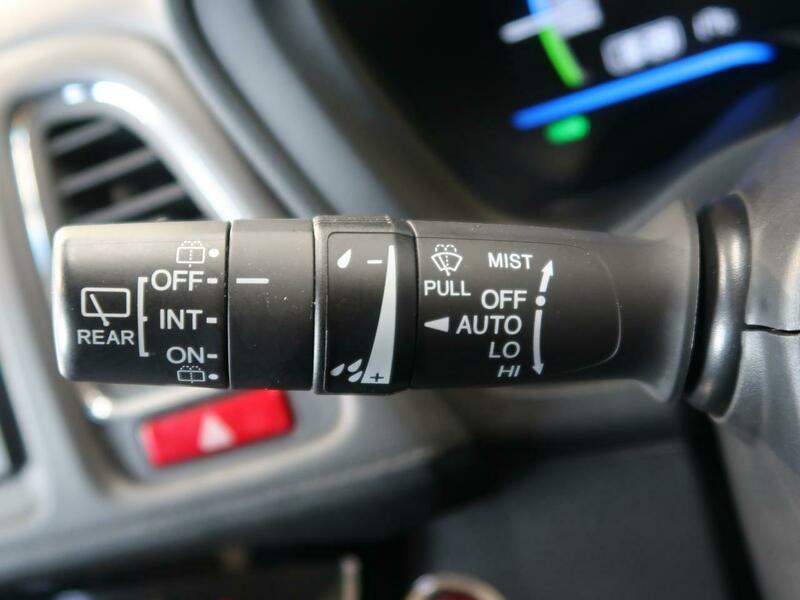 REAR
OFF
INT
ON
−
+
PULL
MIST
OFF
AUTO
LO
HI